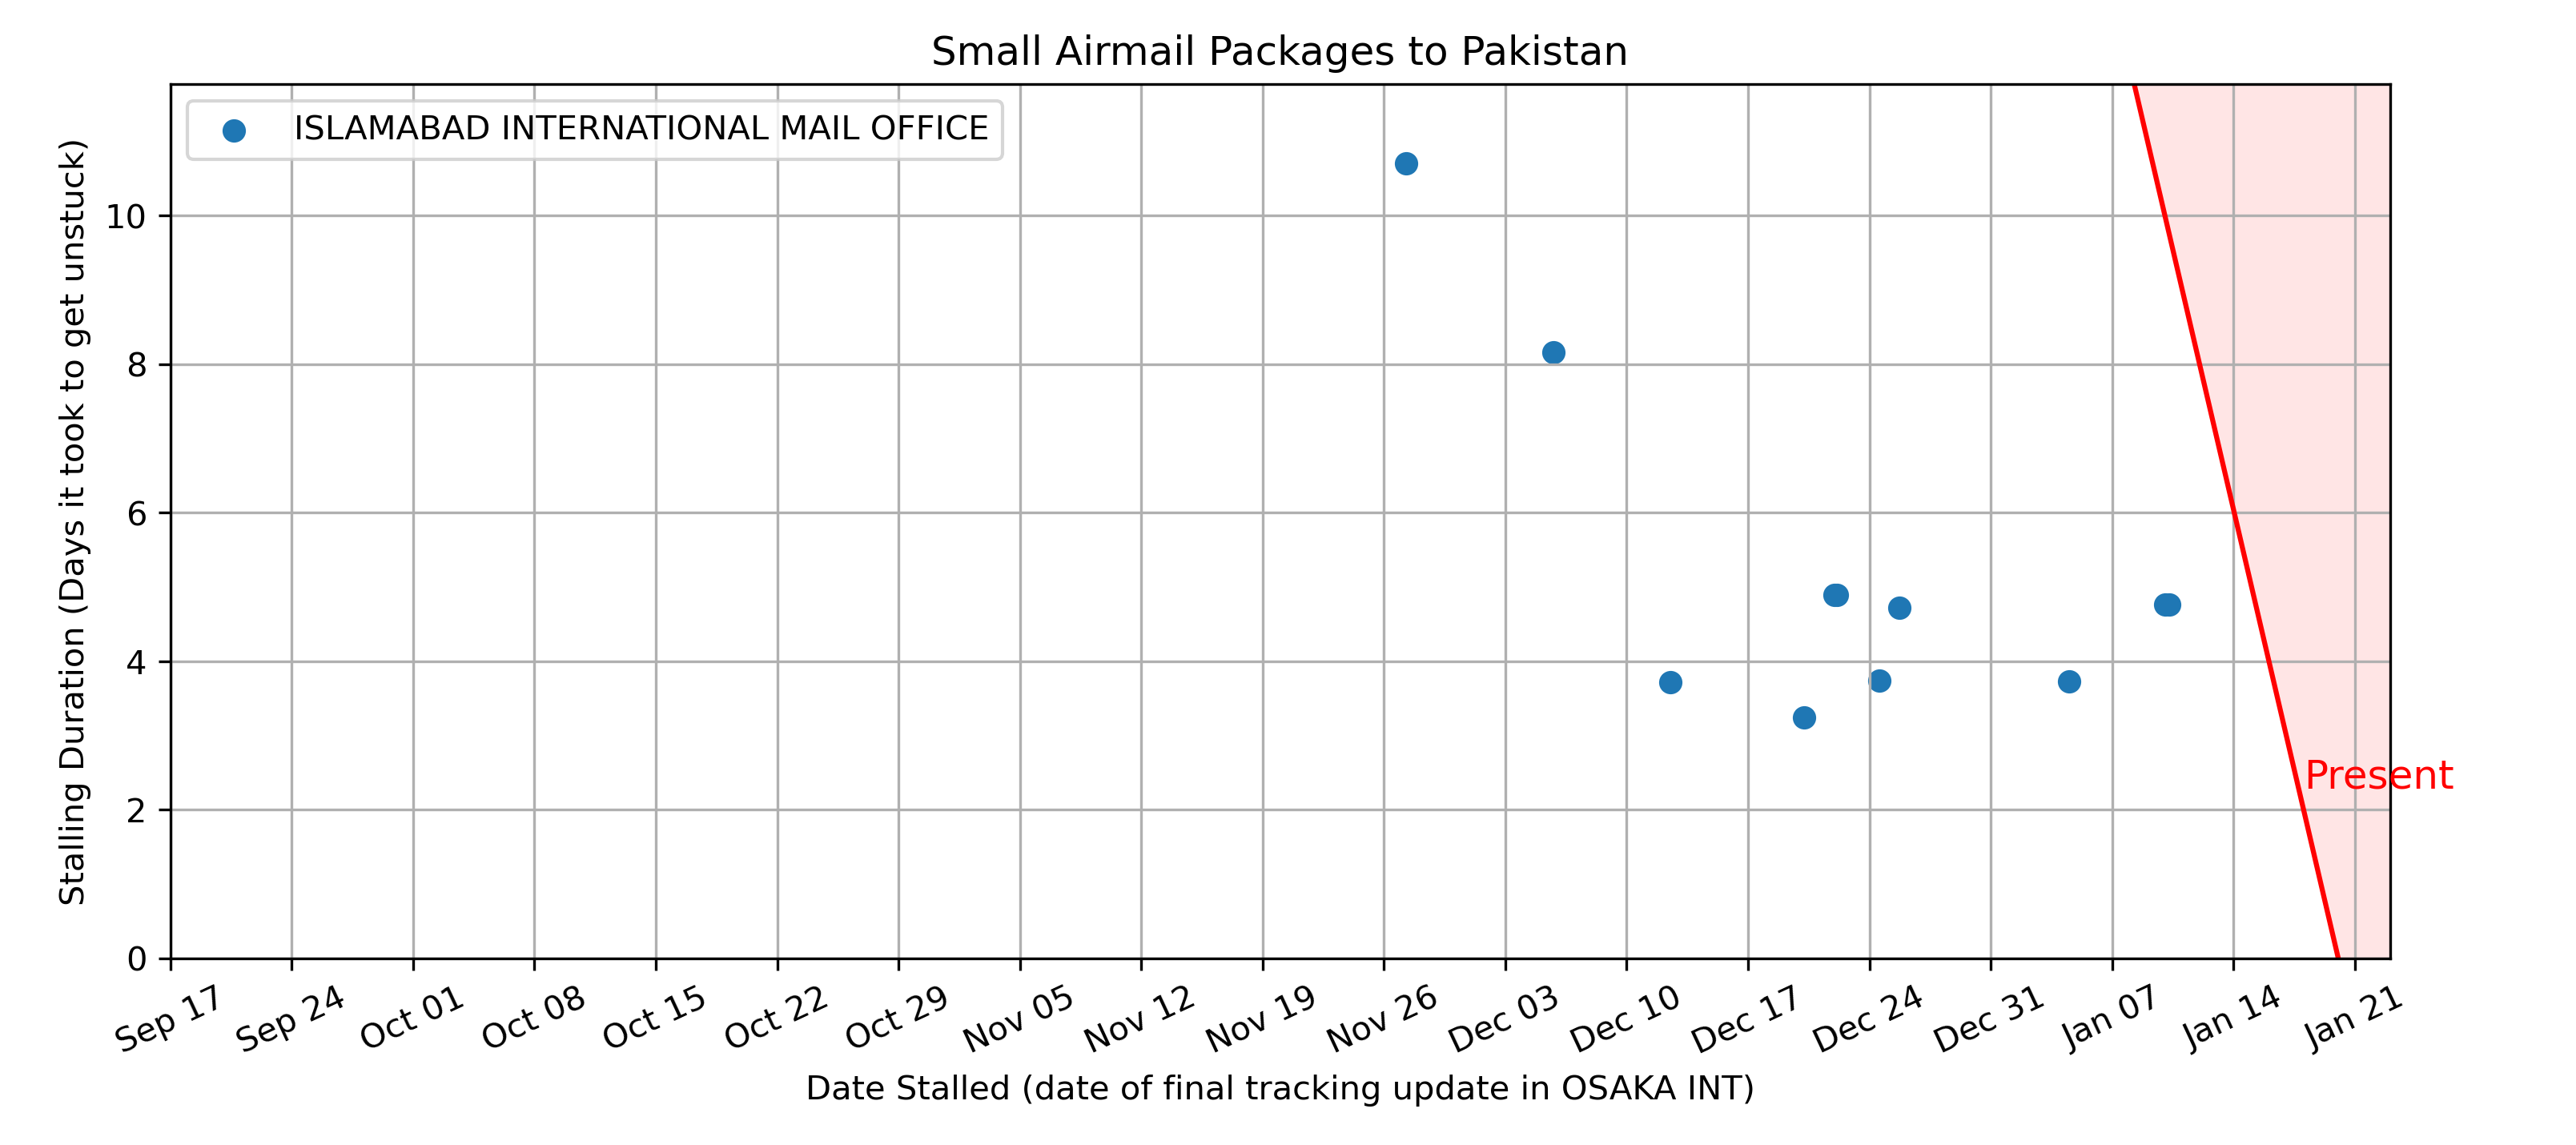 Small Airmail Packages to Pakistan
ISLAMABAD INTERNATIONAL MAIL OFFICE
Stalling Duration (Days it took to get unstuck)
10
8
6
4
2
0
Present
Sep 17
Sep 24
Oct 01
Oct 08
Oct 15
Oct 22
Oct 29
Nov 05
Nov 12
Nov 19
Nov 26
Dec 03
Dec 10
Dec 17
Dec 24
Dec 31
Jan 07
Jan 14
Jan 21
Date Stalled (date of final tracking update in OSAKA INT)